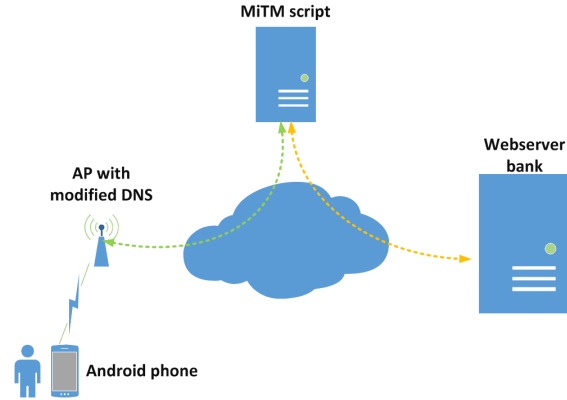 MiTM script
Webserver
bank
AP with
modified DNS
Android phone